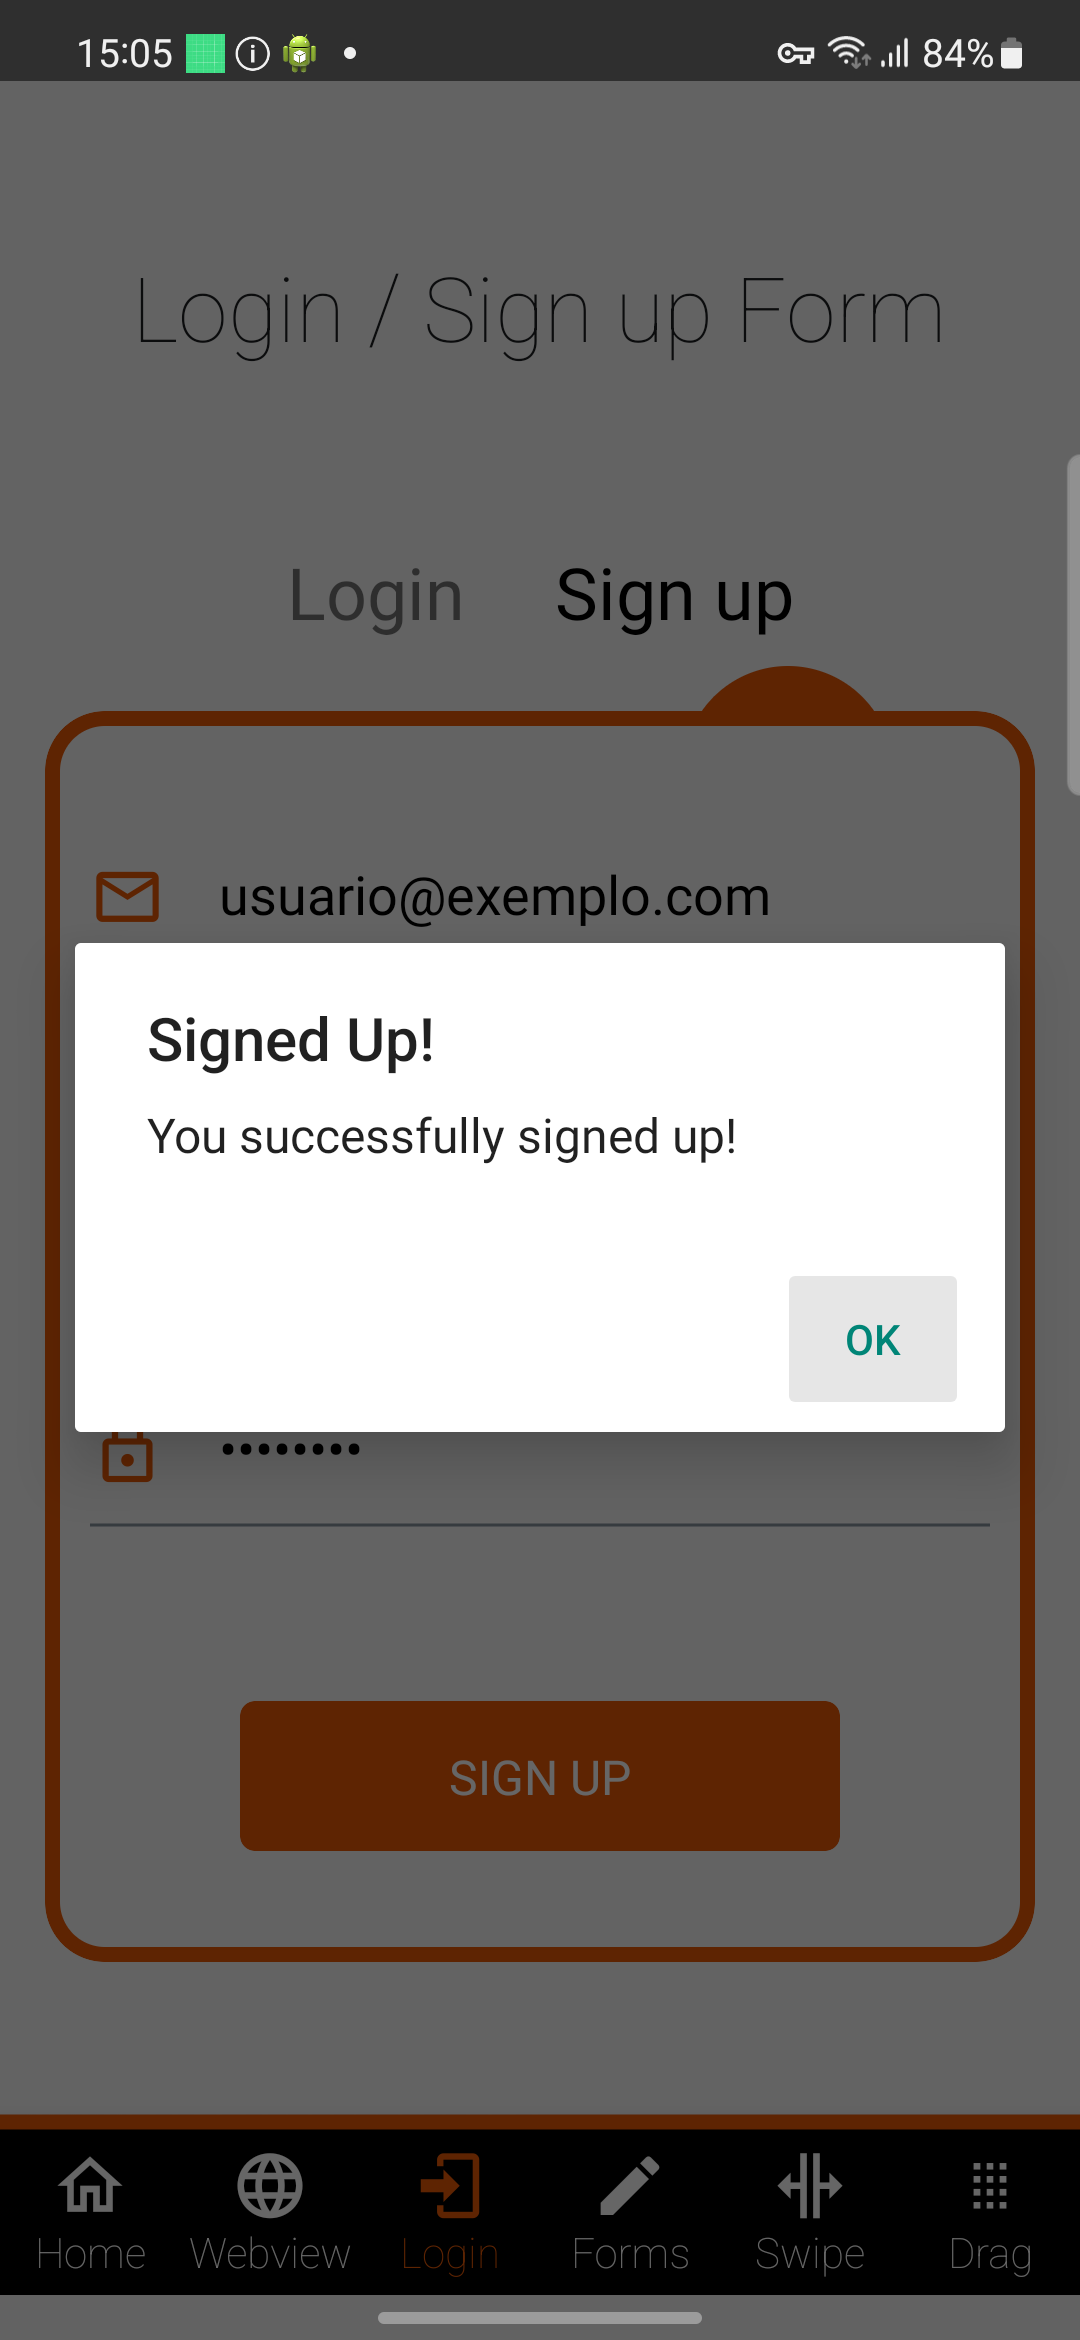 15:05 84%
Login / Sign up Form
Login Sign up
usuario@exemplo.com
Signed Up!
You successfully signed up!
OK
••••••••
SIGN UP
Home Webview Login Forms Swipe Drag